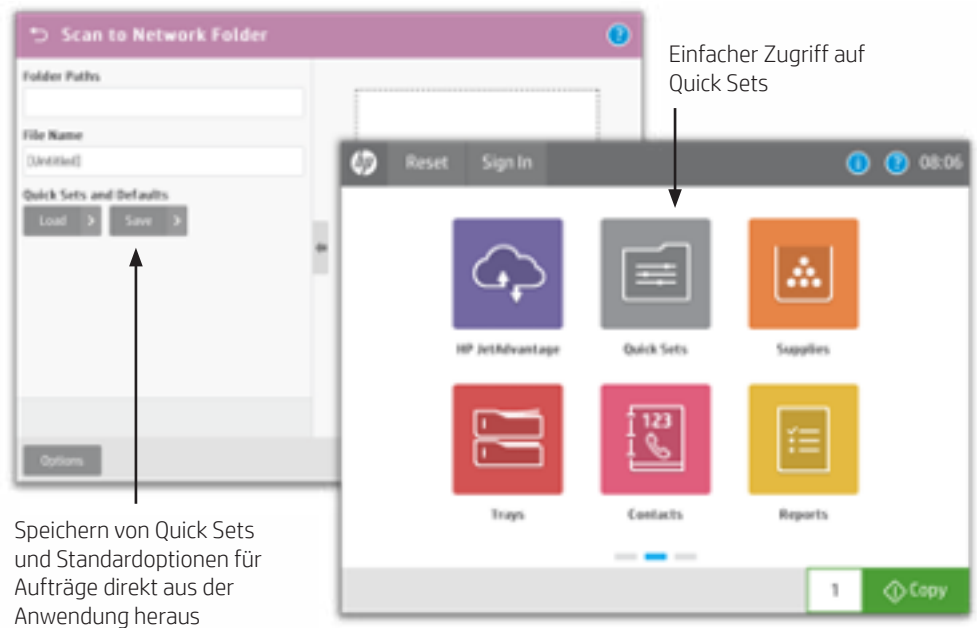 Scan to Network Folder
?
Folder Paths
File Name
[Untitled]
Quick Sets and Defaults
Load >
Save >
Options
Speichern von Quick Sets
und Standardoptionen für
Aufträge direkt aus der
Anwendung heraus
Einfacher Zugriff auf
Quick Sets
hp Reset Sign In i ? 08:06
HP JetAdvantage
Quick Sets
Supplies
123
Trays
Contacts
Reports
1 Copy